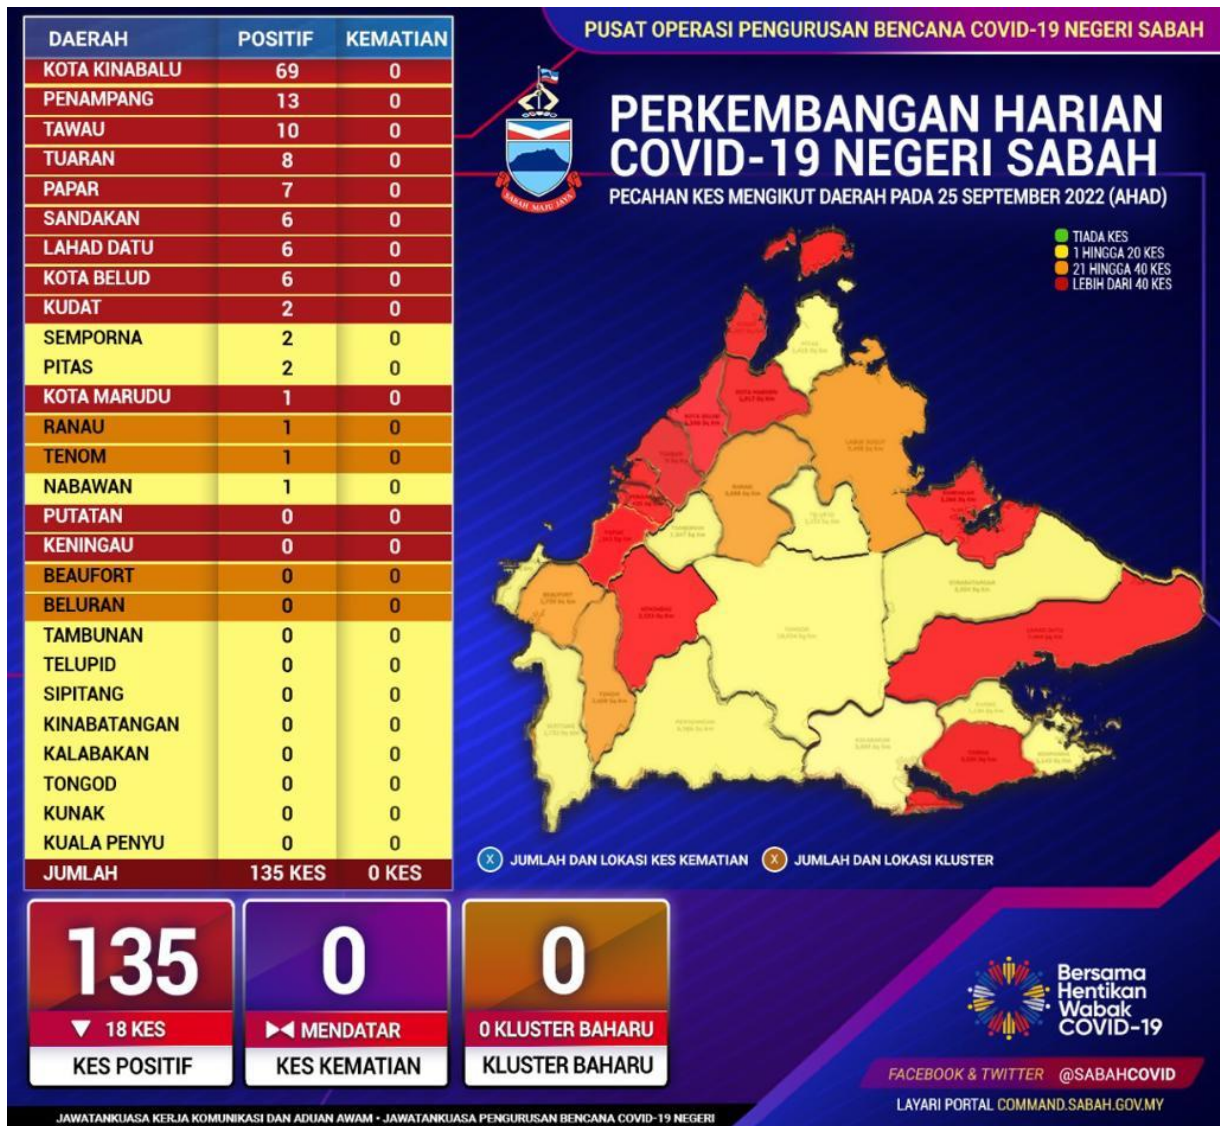 DAERAH POSITIF KEMATIAN
KOTA KINABALU 69 0
PENAMPANG 13 0
TAWAU 10 0
TUARAN 8 0
PAPAR 7 0
SANDAKAN 6 0
LAHAD DATU 6 0
KOTA BELUD 6 0
KUDAT 2 0
SEMPORNA 2 0
PITAS 2 0
KOTA MARUDU 1 0
RANAU 1 0
TENOM 1 0
NABAWAN 1 0
PUTATAN 0 0
KENINGAU 0 0
BEAUFORT 0 0
BELURAN 0 0
TAMBUNAN 0 0
TELUPID 0 0
SIPITANG 0 0
KINABATANGAN 0 0
KALABAKAN 0 0
TONGOD 0 0
KUNAK 0 0
KUALA PENYU 0 0
JUMLAH 135 KES 0 KES
PUSAT OPERASI PENGURUSAN BENCANA COVID-19 NEGERI SABAH
SABAH MAJU JAYA
PERKEMBANGAN HARIAN
COVID-19 NEGERI SABAH
PECAHAN KES MENGIKUT DAERAH PADA 25 SEPTEMBER 2022 (AHAD)
TIADA KES
1 HINGGA 20 KES
21 HINGGA 40 KES
LEBIH DARI 40 KES
X JUMLAH DAN LOKASI KES KEMATIAN X JUMLAH DAN LOKASI KLUSTER
135
18 KES
KES POSITIF
0
MENDATAR
KES KEMATIAN
0
0 KLUSTER BAHARU
KLUSTER BAHARU
Bersama
Hentikan
Wabak
COVID-19
FACEBOOK & TWITTER @SABAHCOVID
LAYARI PORTAL COMMAND.SABAH.GOV.MY
JAWATANKUASA KERJA KOMUNIKASI DAN ADUAN AWAM • JAWATANKUASA PENGURUSAN BENCANA COVID-19 NEGERI